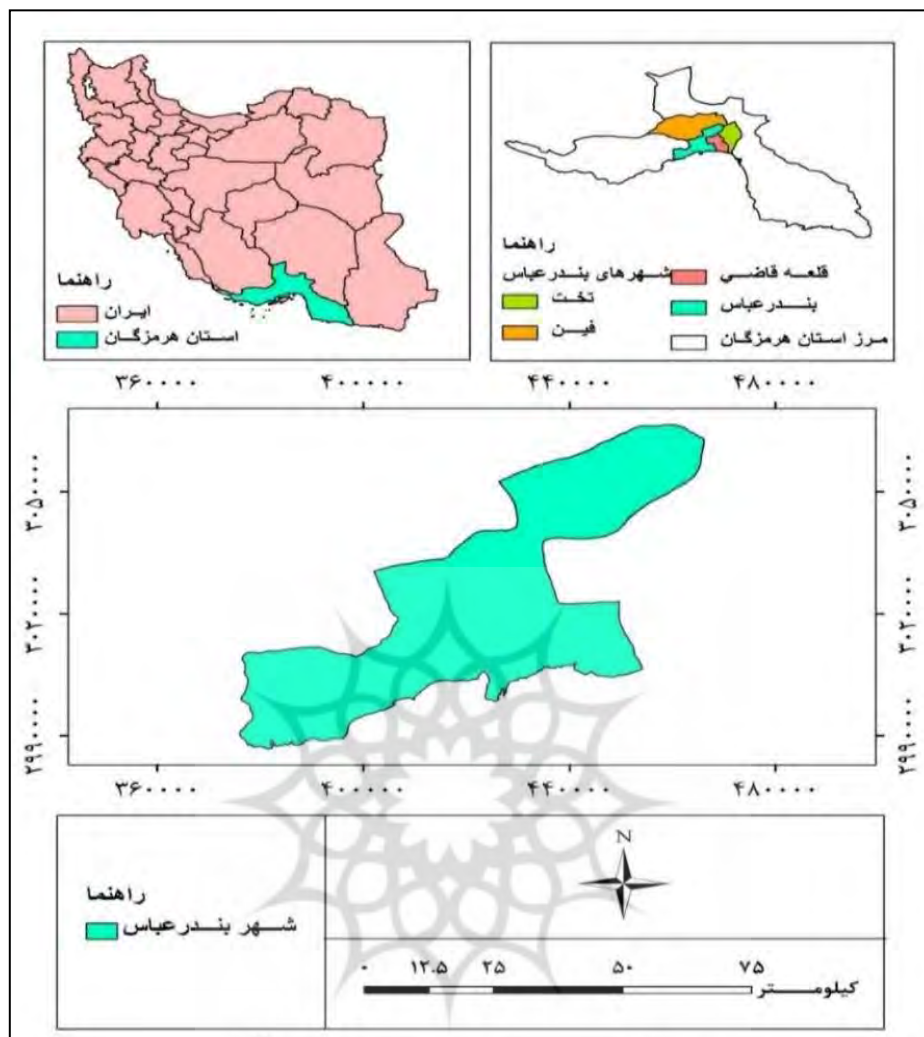 راهنما
ایران
استان هرمزگان
راهنما
شهرهای بندرعباس
تخت
فین
قلعه قاضی
بندرعباس
مرز استان هرمزگان
۳۶۰۰۰۰ ۴۰۰۰۰۰ ۴۴۰۰۰۰ ۴۸۰۰۰۰
۳۰۵۰۰۰۰ ۳۰۵۰۰۰۰
۳۰۲۰۰۰۰ ۳۰۲۰۰۰۰
۲۹۹۰۰۰۰ ۲۹۹۰۰۰۰
۳۶۰۰۰۰ ۴۰۰۰۰۰ ۴۴۰۰۰۰ ۴۸۰۰۰۰
راهنما
شهر بندرعباس
N
۰ ۱۲.۵ ۲۵ ۵۰ ۷۵
کیلومتر